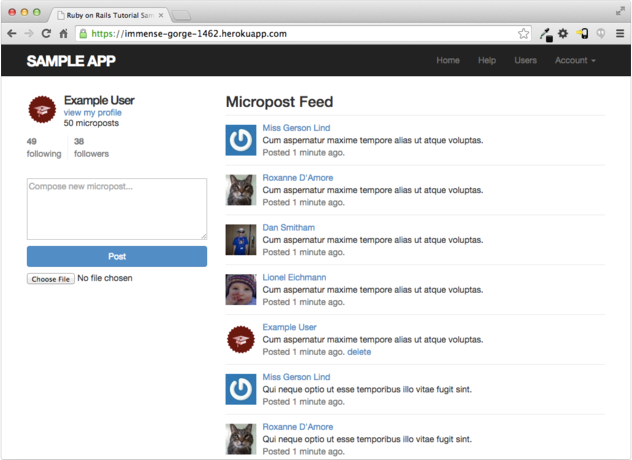 Ruby on Rails Tutorial Sam
https://immense-gorge-1462.herokuapp.com
SAMPLE APP
Home Help Users Account
Example User
view my profile
50 microposts
49 38
following followers
Compose new micropost...
Post
Choose File No file chosen
Micropost Feed
Miss Gerson Lind
Cum aspernatur maxime tempore alias ut atque voluptas.
Posted 1 minute ago.
Roxanne D'Amore
Cum aspernatur maxime tempore alias ut atque voluptas.
Posted 1 minute ago.
Dan Smitham
Cum aspernatur maxime tempore alias ut atque voluptas.
Posted 1 minute ago.
Lionel Eichmann
Cum aspernatur maxime tempore alias ut atque voluptas.
Posted 1 minute ago.
Example User
Cum aspernatur maxime tempore alias ut atque voluptas.
Posted 1 minute ago. delete
Miss Gerson Lind
Qui neque optio ut esse temporibus illo vitae fugit sint.
Posted 1 minute ago.
Roxanne D'Amore
Qui neque optio ut esse temporibus illo vitae fugit sint.
Posted 1 minute ago.